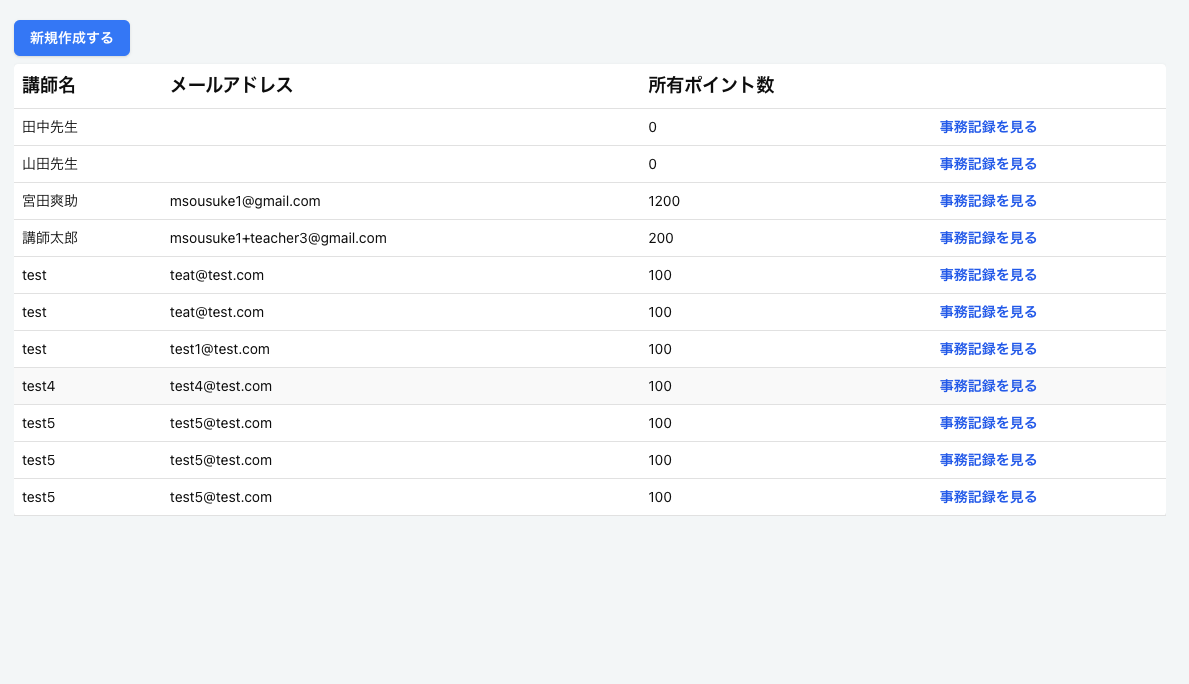 新規作成する
講師名 メールアドレス 所有ポイント数
田中先生 0 事務記録を見る
山田先生 0 事務記録を見る
宮田爽助 msousuke1@gmail.com 1200 事務記録を見る
講師太郎 msousuke1+teacher3@gmail.com 200 事務記録を見る
test teat@test.com 100 事務記録を見る
test teat@test.com 100 事務記録を見る
test test1@test.com 100 事務記録を見る
test4 test4@test.com 100 事務記録を見る
test5 test5@test.com 100 事務記録を見る
test5 test5@test.com 100 事務記録を見る
test5 test5@test.com 100 事務記録を見る